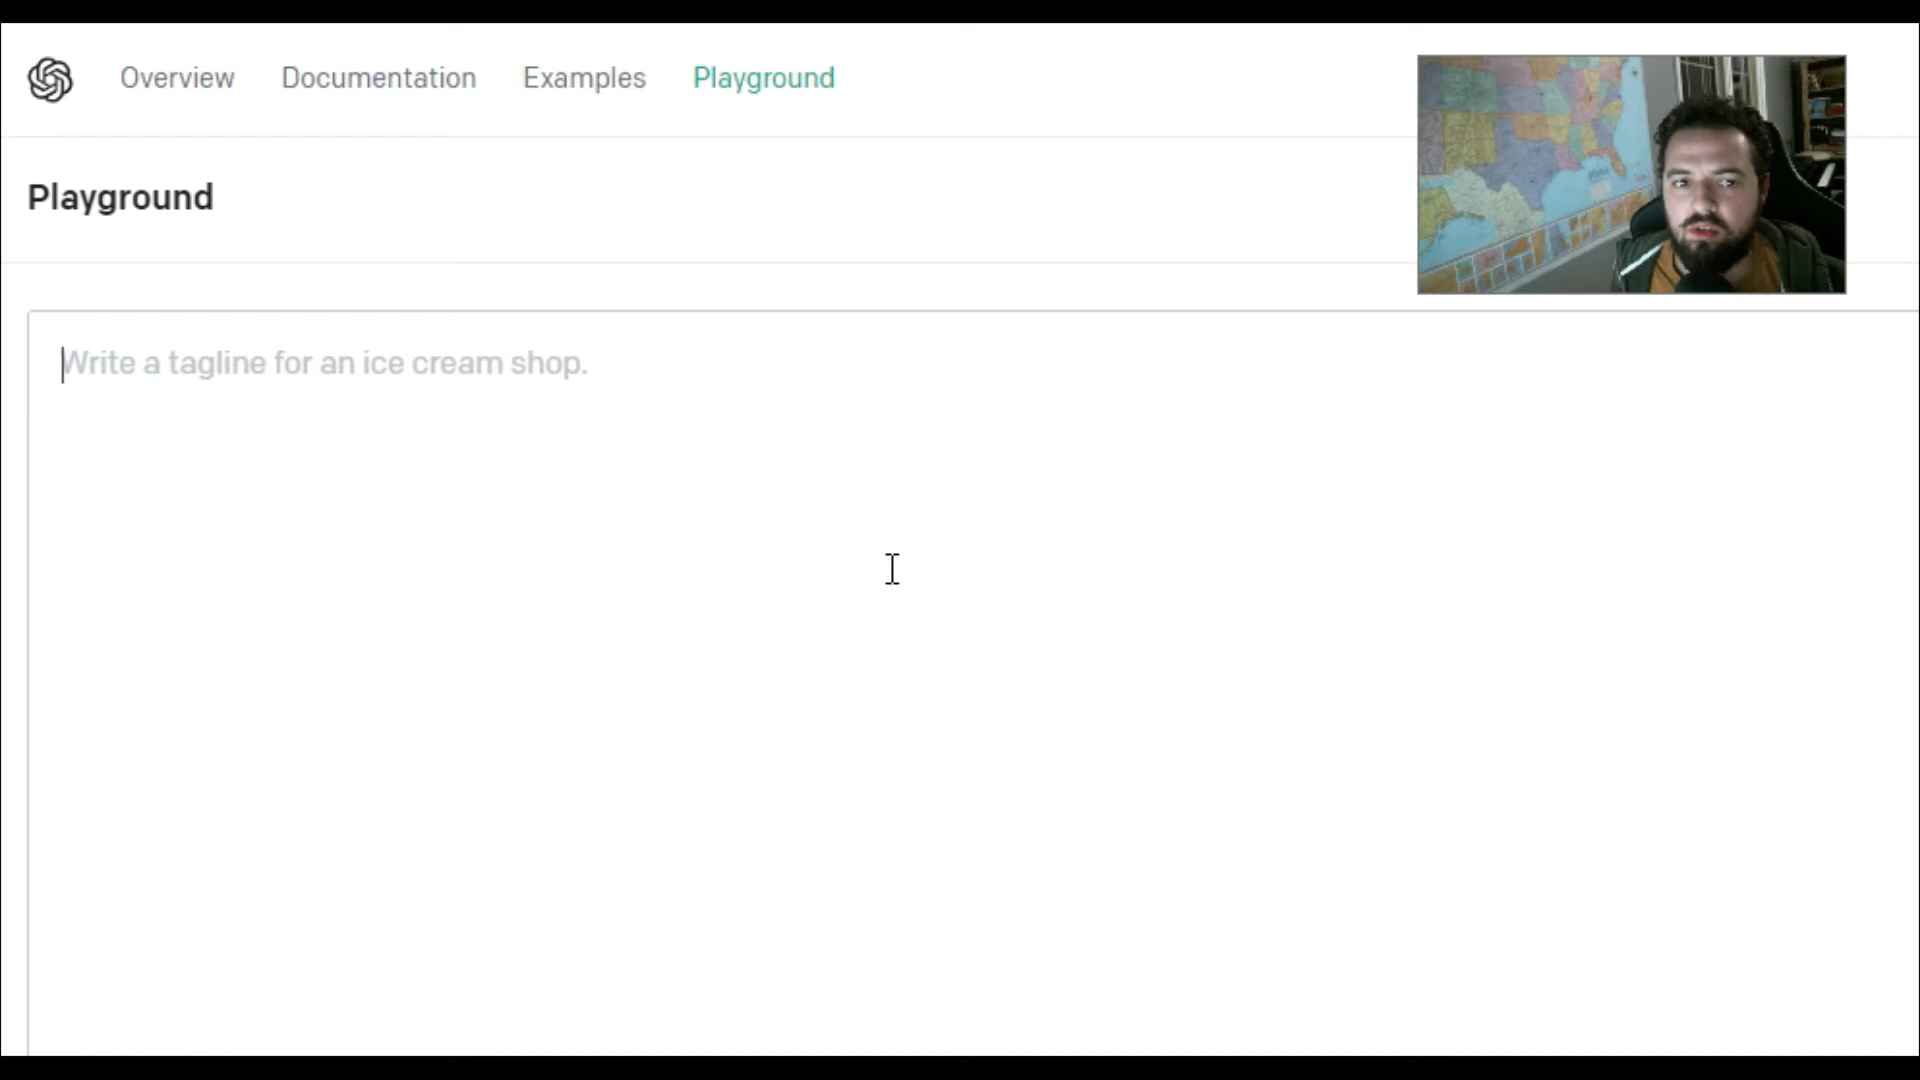 Overview Documentation Examples Playground
Playground
Write a tagline for an ice cream shop.